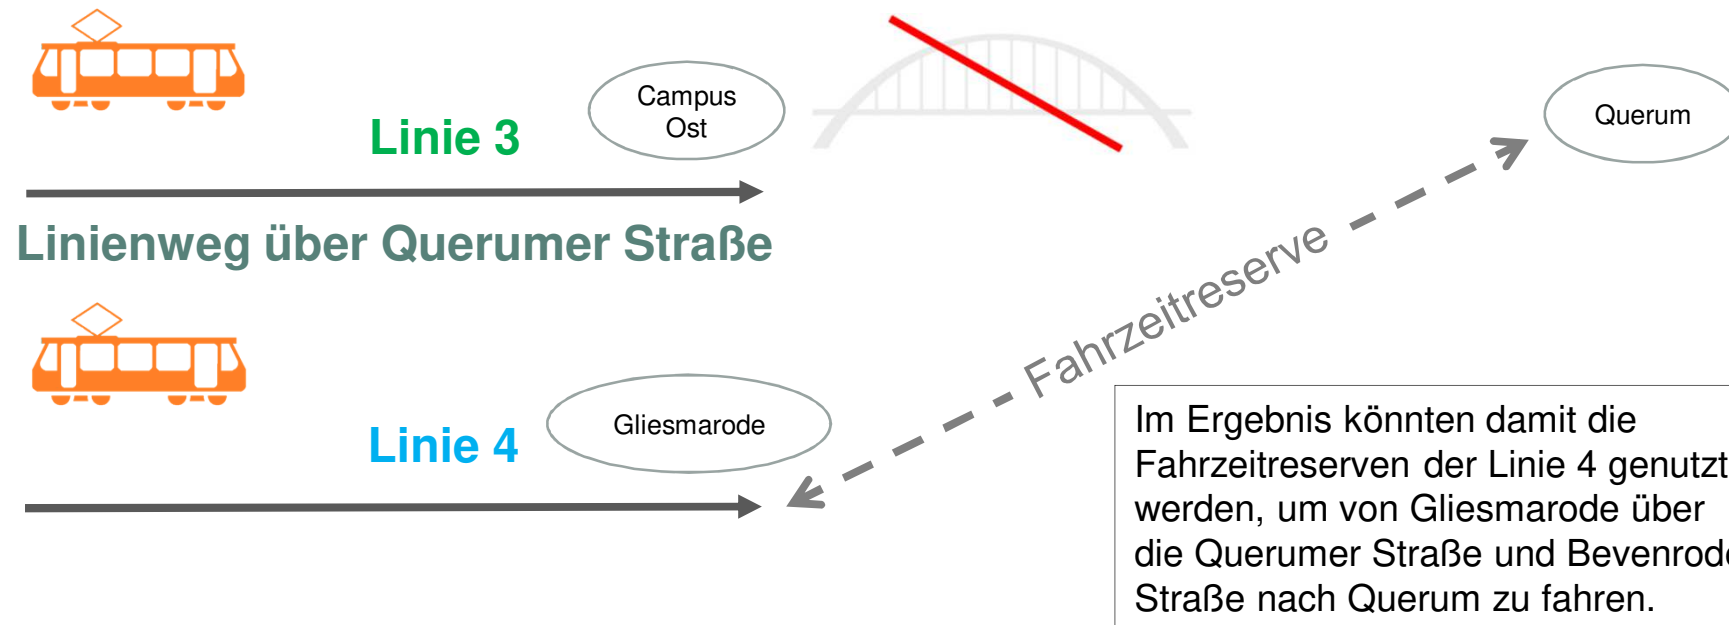 Campus
Ost
Querum
Linie 3
Linienweg über Querumer Straße
Fahrzeitreserve
Gliesmarode
Linie 4
Im Ergebnis könnten damit die
Fahrzeitreserven der Linie 4 genutzt
werden, um von Gliesmarode über
die Querumer Straße und Bevenrode
Straße nach Querum zu fahren.